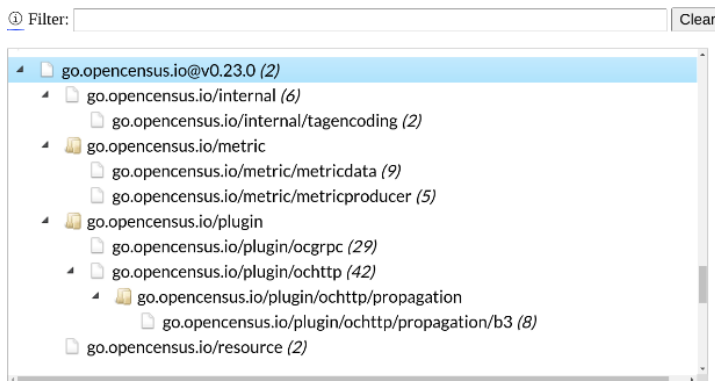 ⓘ Filter: Clear
go.opencensus.io@v0.23.0 (2)
go.opencensus.io/internal (6)
go.opencensus.io/internal/tagencoding (2)
go.opencensus.io/metric
go.opencensus.io/metric/metricdata (9)
go.opencensus.io/metric/metricproducer (5)
go.opencensus.io/plugin
go.opencensus.io/plugin/ocgrpc (29)
go.opencensus.io/plugin/ochttp (42)
go.opencensus.io/plugin/ochttp/propagation
go.opencensus.io/plugin/ochttp/propagation/b3 (8)
go.opencensus.io/resource (2)